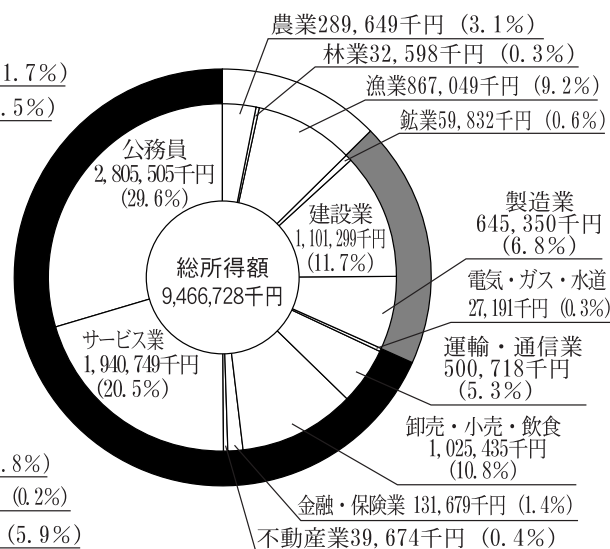 農業289,649千円 (3.1%)
林業32,598千円 (0.3%)
漁業867,049千円 (9.2%)
鉱業59,832千円 (0.6%)
1.7%)
.5%)
公務員
2,805,505千円
(29.6%)
建設業
1,101,299千円
(11.7%)
製造業
645,350千円
(6.8%)
総所得額
9,466,728千円
電気・ガス・水道
27,191千円 (0.3%)
サービス業
1,940,749千円
(20.5%)
運輸・通信業
500,718千円
(5.3%)
卸売・小売・飲食
1,025,435千円
(10.8%)
.8%)
(0.2%)
(5.9%)
金融・保険業 131,679千円 (1.4%)
不動産業39,674千円 (0.4%)